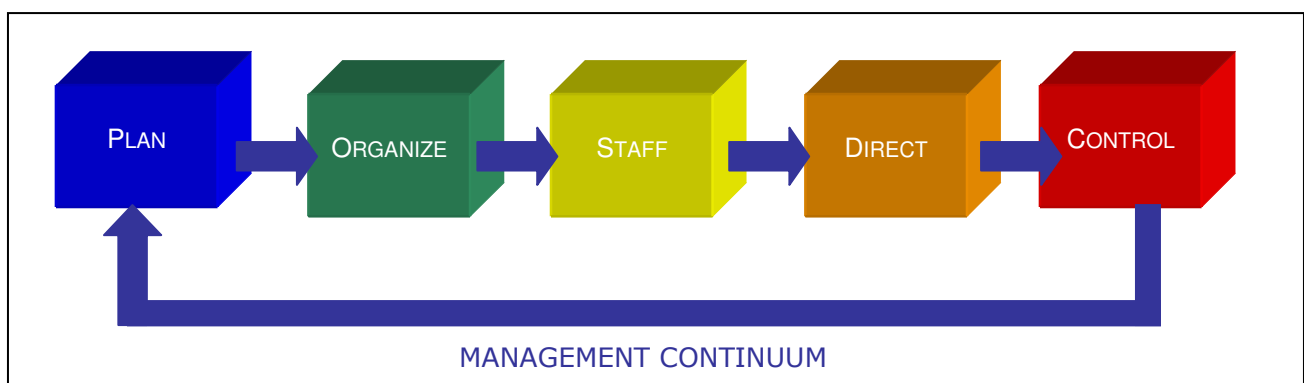 PLAN
ORGANIZE
STAFF
DIRECT
CONTROL
MANAGEMENT CONTINUUM